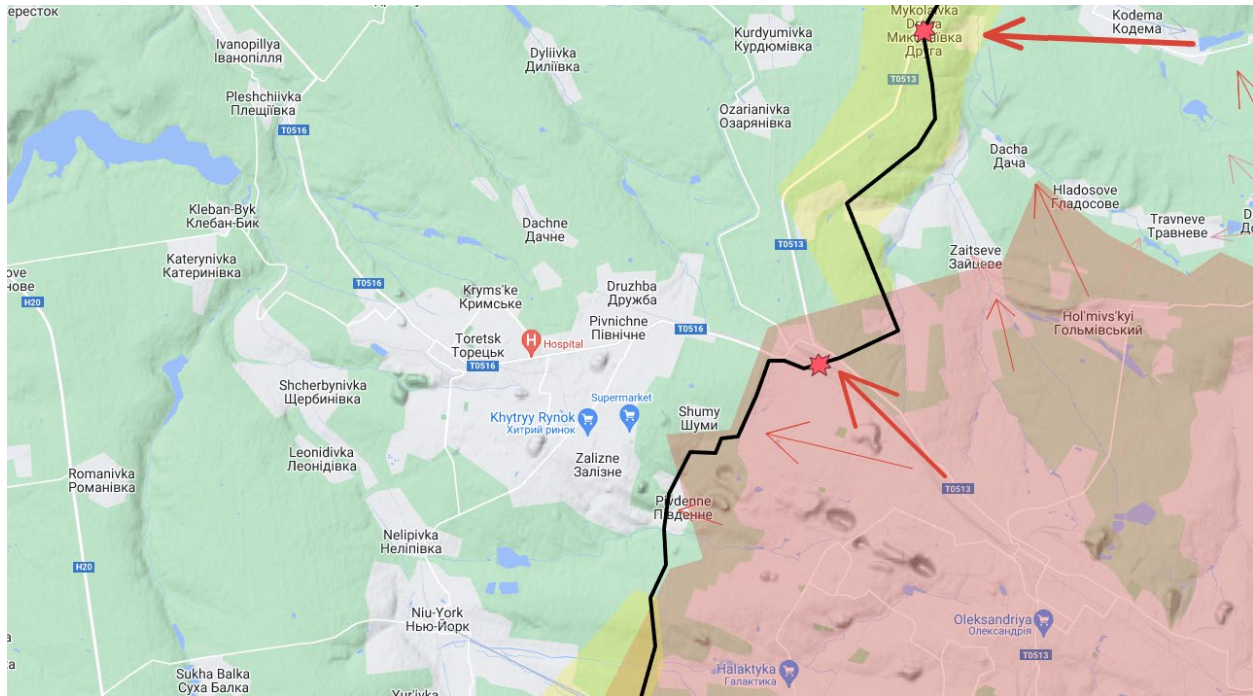 ересток
Ivanopillya
Іванопілля
Pleshchiivka
Плещіївка
T0516
Dyliivka
Диліївка
Kurdyumivka
Курдюмівка
Mykolaivka
Друга
T0513
Kodema
Кодема
Ozarianivka
Озарянівка
Dacha
Дача
Hladosove
Гладосове
Travneve
Травневе
Kleban-Byk
Клебан-Бик
Dachne
Дачне
T0513
Zaitseve
Зайцеве
Katerynivka
Катеринівка
ove
нове
H20
T0516
Kryms'ke
Кримське
Druzhba
Дружба
Pivnichne
Північне
T0516
Hol'mivs'kyi
Гольмівський
Toretsk
Торецьк
H
Hospital
T0516
Shcherbynivka
Щербинівка
Khytryy Rynok
Хитрий ринок
Supermarket
Shumy
Шуми
Leonidivka
Леонідівка
Zalizne
Залізне
Romanivka
Романівка
T0513
Pivdenne
Південне
Nelipivka
Неліпівка
H20
Niu-York
Нью-Йорк
Oleksandriya
Олександрія
T0513
Sukha Balka
Суха Балка
Halaktyka
Галактика
Yur'ivka